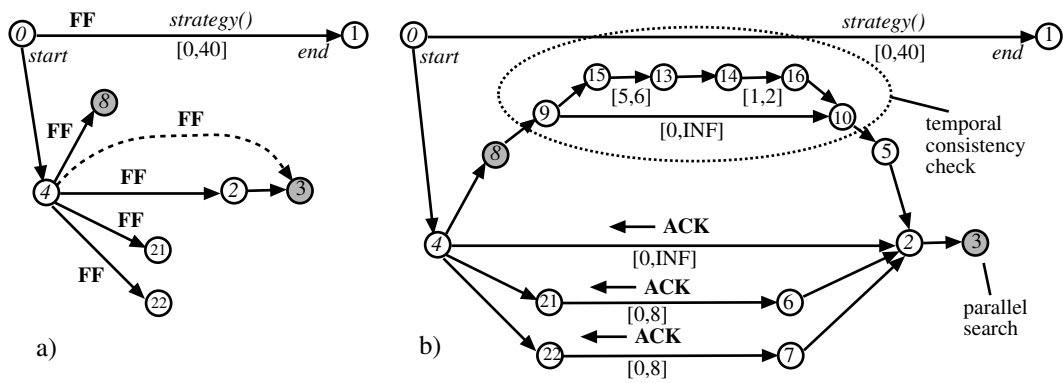 0 FF strategy() 1
start [0,40] end
8
FF FF
4 FF 2 3
FF 21
FF 22
a)
0 strategy() 1
start [0,40] end
15 13 14 16
[5,6] [1,2]
9 [0,INF] 10
8 5
temporal
consistency
check
4 ACK 2 3
[0,INF]
21 ACK 6
[0,8]
22 ACK 7
[0,8]
parallel
search
b)